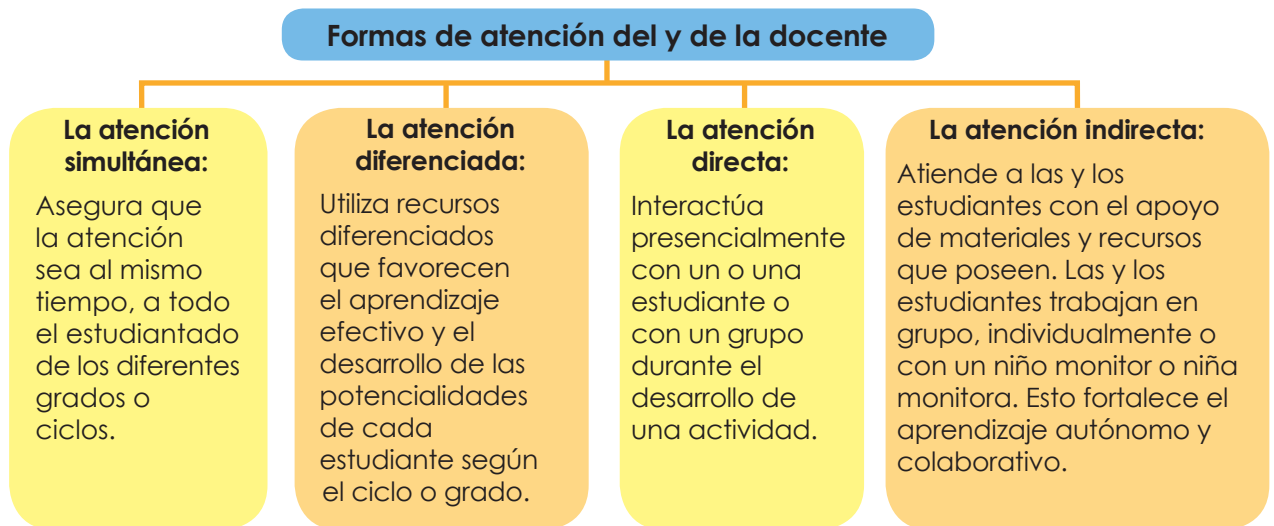 Formas de atención del y de la docente
La atención
simultánea:
Asegura que
la atención
sea al mismo
tiempo, a todo
el estudiantado
de los diferentes
grados o
ciclos.
La atención
diferenciada:
Utiliza recursos
diferenciados
que favorecen
el aprendizaje
efectivo y el
desarrollo de las
potencialidades
de cada
estudiante según
el ciclo o grado.
La atención
directa:
Interactúa
presencialmente
con un o una
estudiante o
con un grupo
durante el
desarrollo de
una actividad.
La atención indirecta:
Atiende a las y los
estudiantes con el apoyo
de materiales y recursos
que poseen. Las y los
estudiantes trabajan en
grupo, individualmente o
con un niño monitor o niña
monitora. Esto fortalece el
aprendizaje autónomo y
colaborativo.